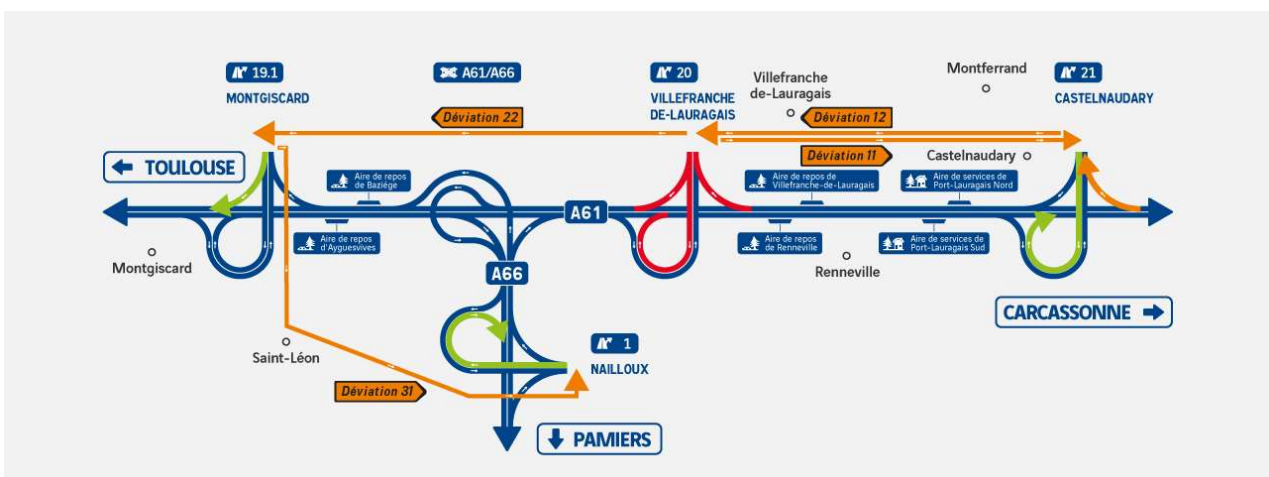 19.1
MONTGISCARD
A61/A66
20
VILLEFRANCHE
DE-LAURAGAIS
Villefranche
de-Lauragais
Montferrand
21
CASTELNAUDARY
Déviation 22
Déviation 12
Déviation 11
Castelnaudary
TOULOUSE
Aire de repos
de Baziège
Aire de repos de
Villefranche-de-Lauragais
Aire de services de
Port-Lauragais Nord
A61
Aire de repos
d'Ayguesvives
Aire de repos
de Renneville
Aire de services de
Port-Lauragais Sud
Montgiscard
A66
Renneville
CARCASSONNE
Saint-Léon
1
NAILLOUX
Déviation 31
PAMIERS